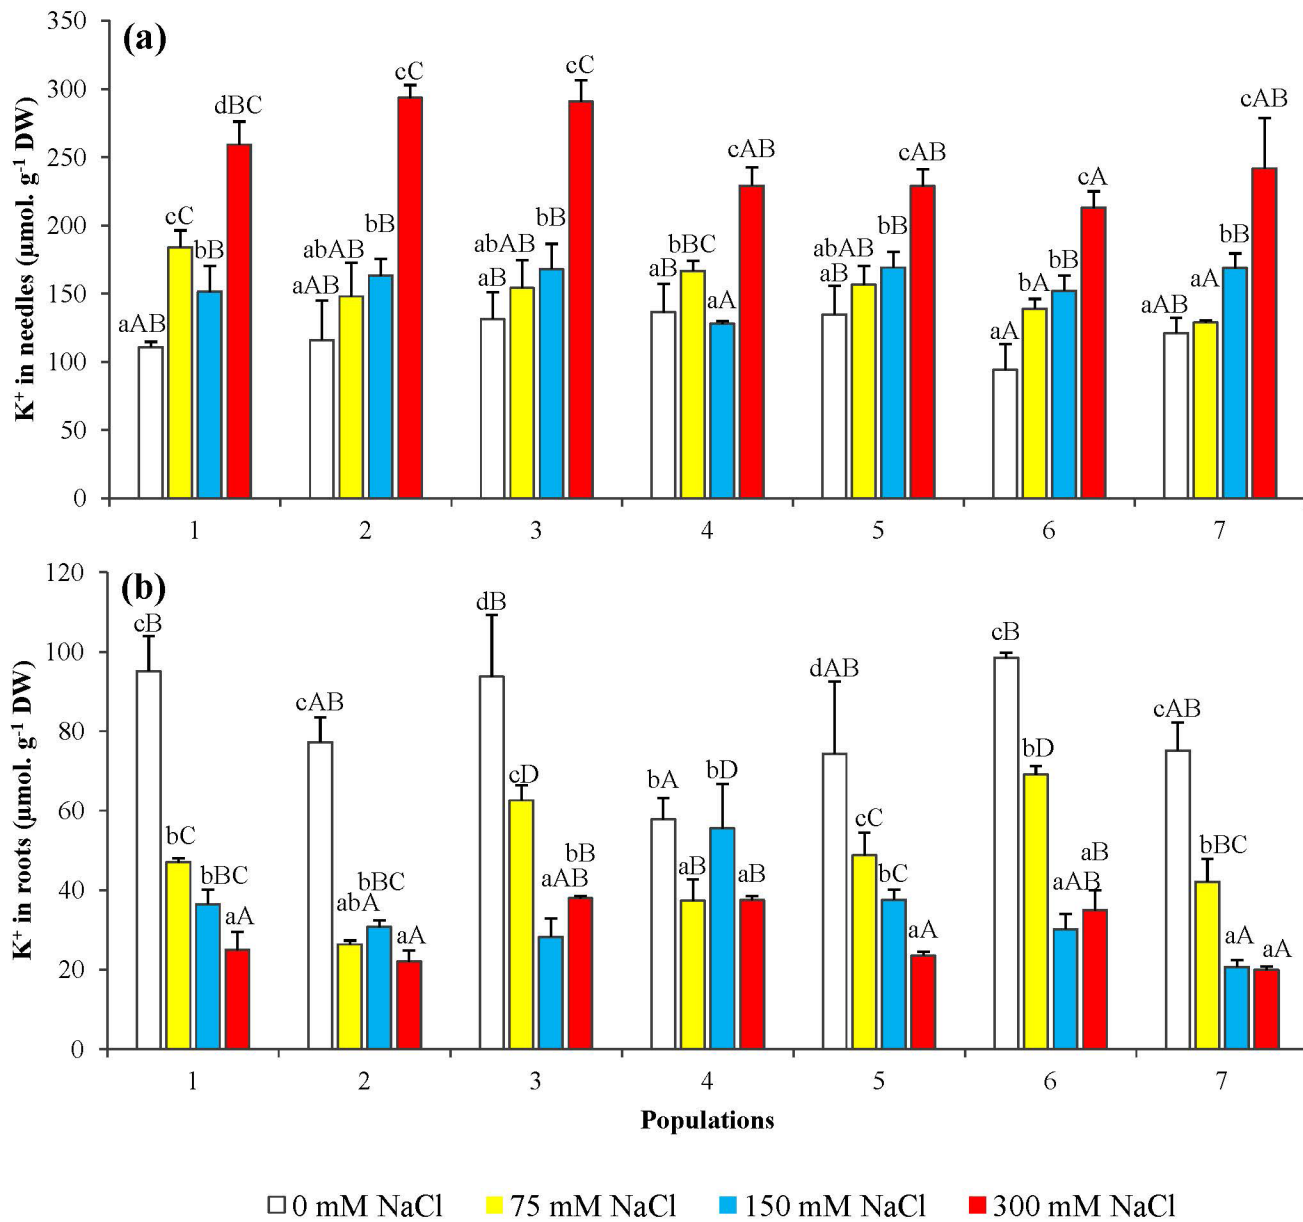 (a)
K⁺ in needles (µmol. g⁻¹ DW)
350
300
250
200
150
100
50
0
aAB cC bB dBC
aAB abAB bB cC
aB abAB bB cC
aB bBC aA cAB
aB abAB bB cAB
aA bA bB cA
aAB aA bB cAB
1 2 3 4 5 6 7
(b)
K⁺ in roots (µmol. g⁻¹ DW)
120
100
80
60
40
20
0
cB bC bBC aA
cAB abA bBC aA
dB cD aAB bB
bA aB bD aB
dAB cC bC aA
cB bD aAB aB
cAB bBC aA aA
1 2 3 4 5 6 7
Populations
0 mM NaCl 75 mM NaCl 150 mM NaCl 300 mM NaCl